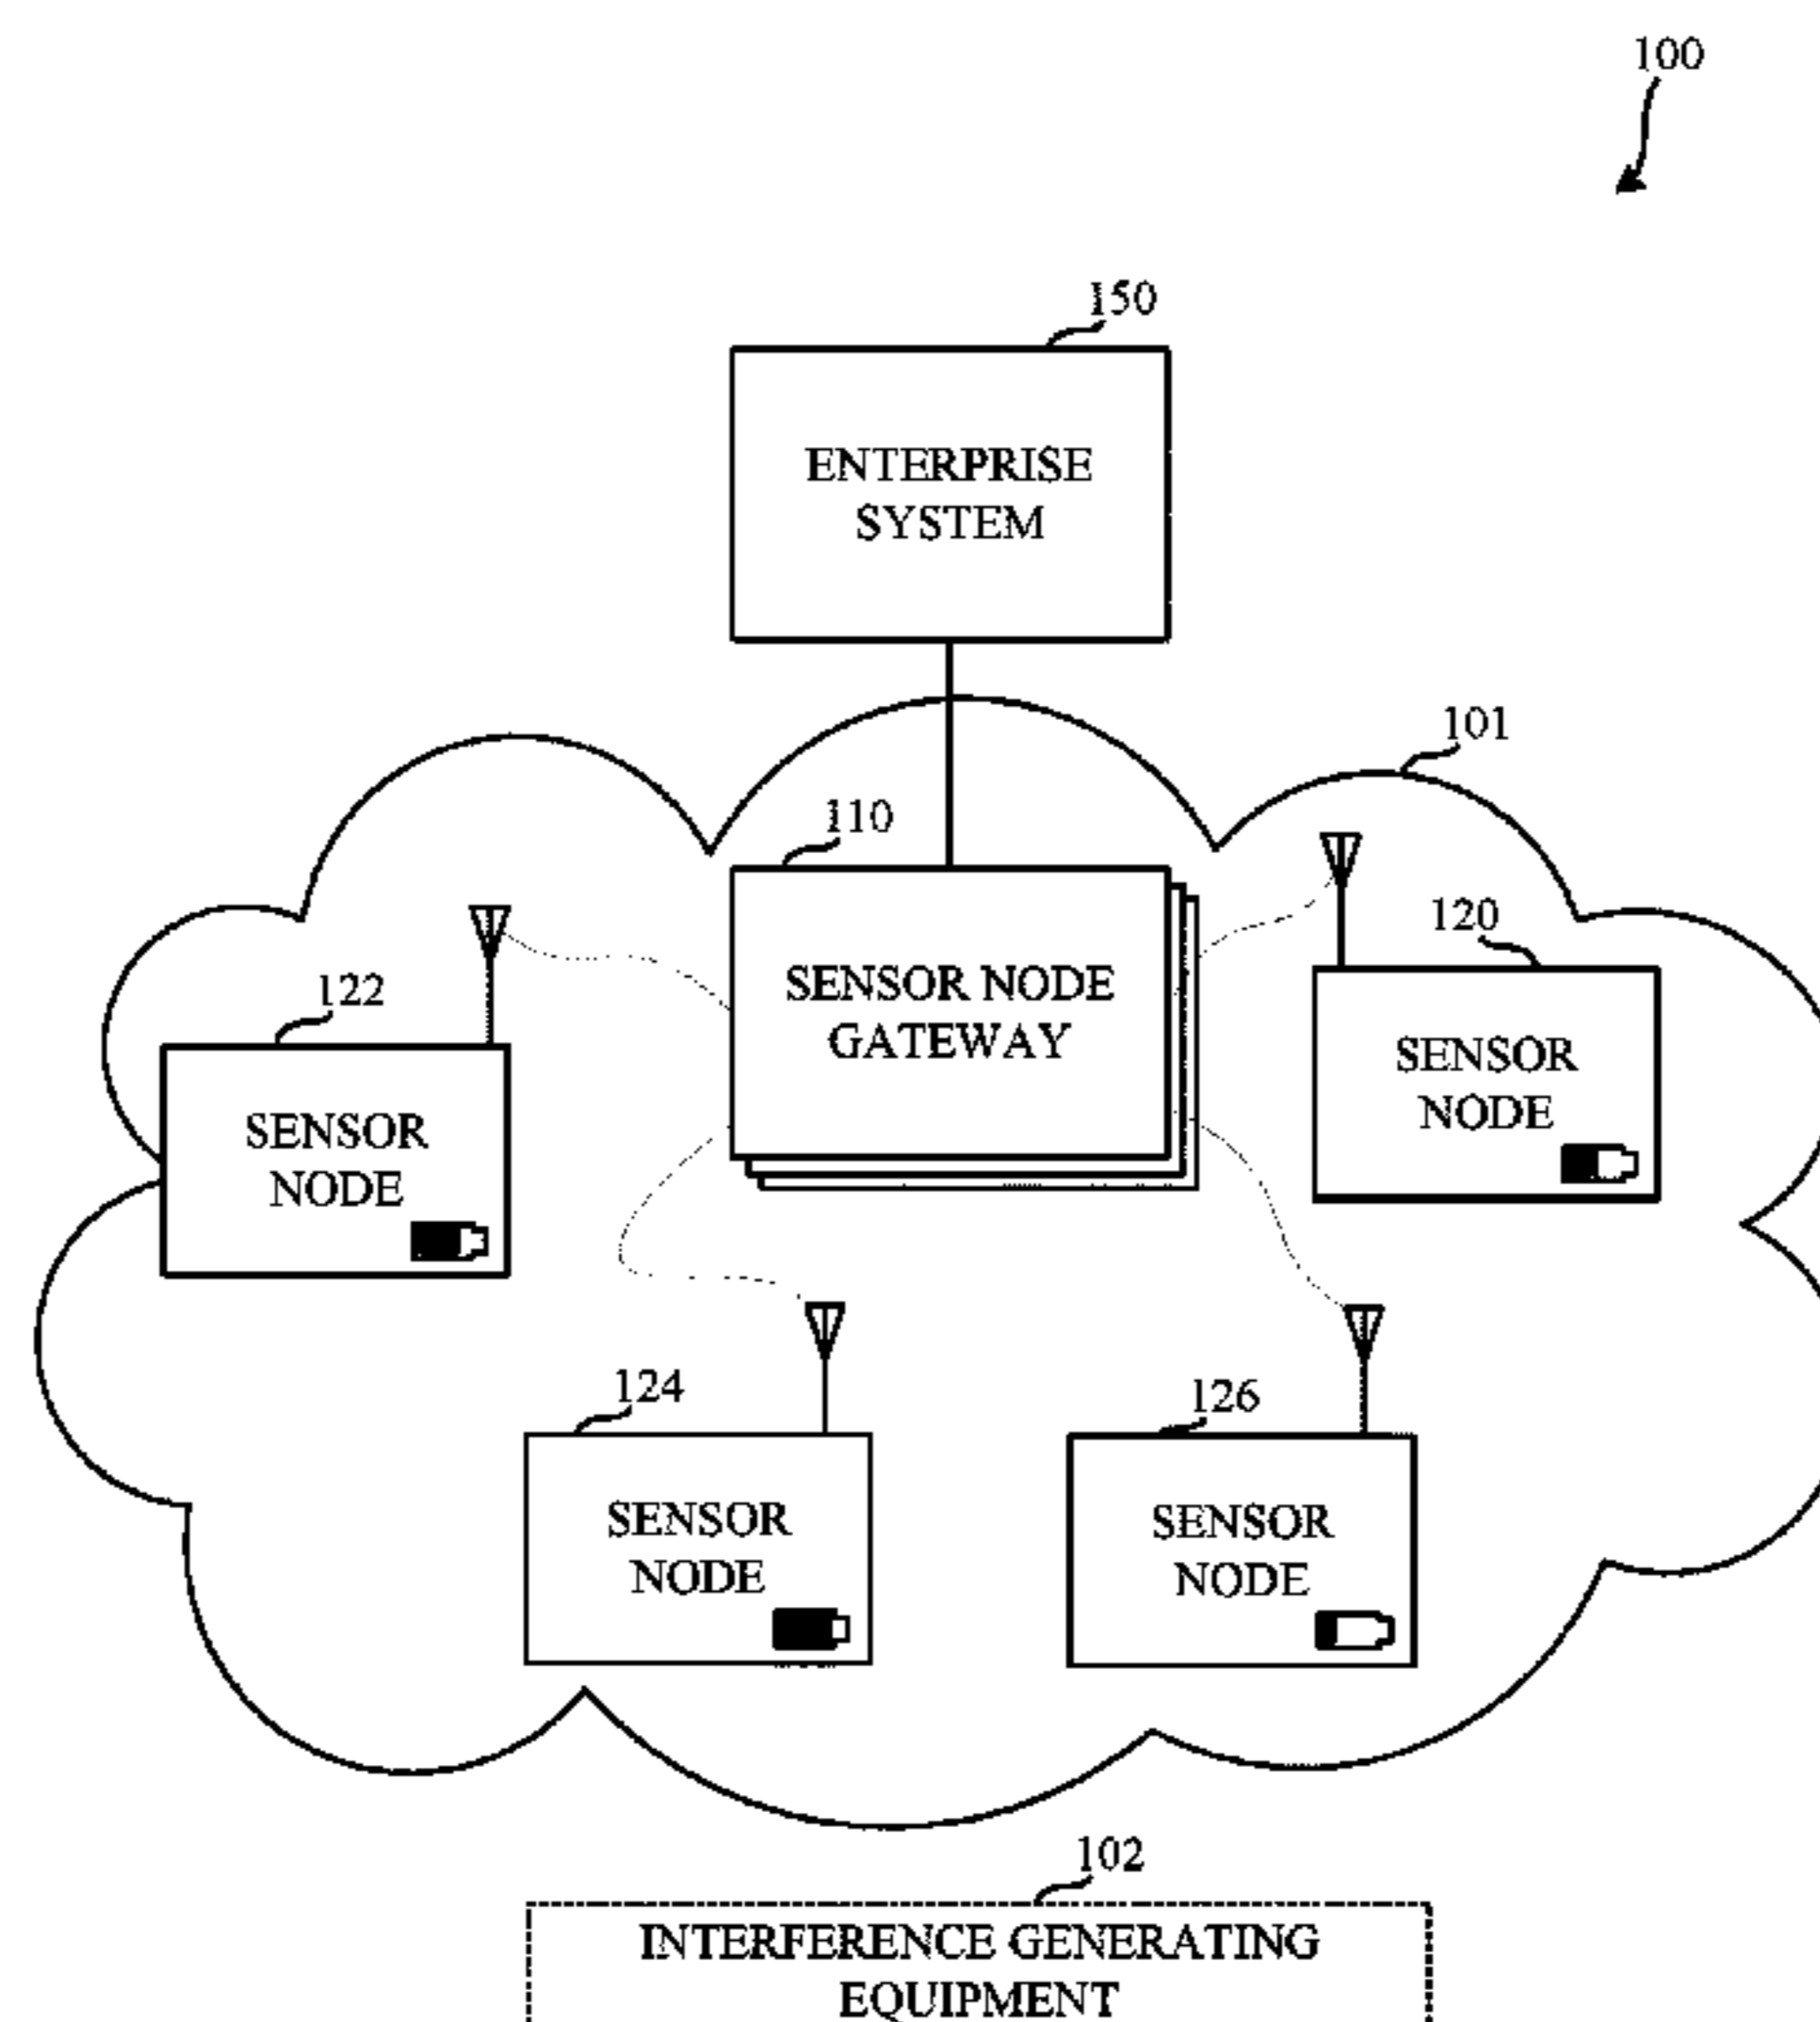 100
150
ENTERPRISE
SYSTEM
101
110
120
SENSOR NODE
GATEWAY
122
SENSOR
NODE
SENSOR
NODE
124
126
SENSOR
NODE
SENSOR
NODE
102
INTERFERENCE GENERATING
EQUIPMENT